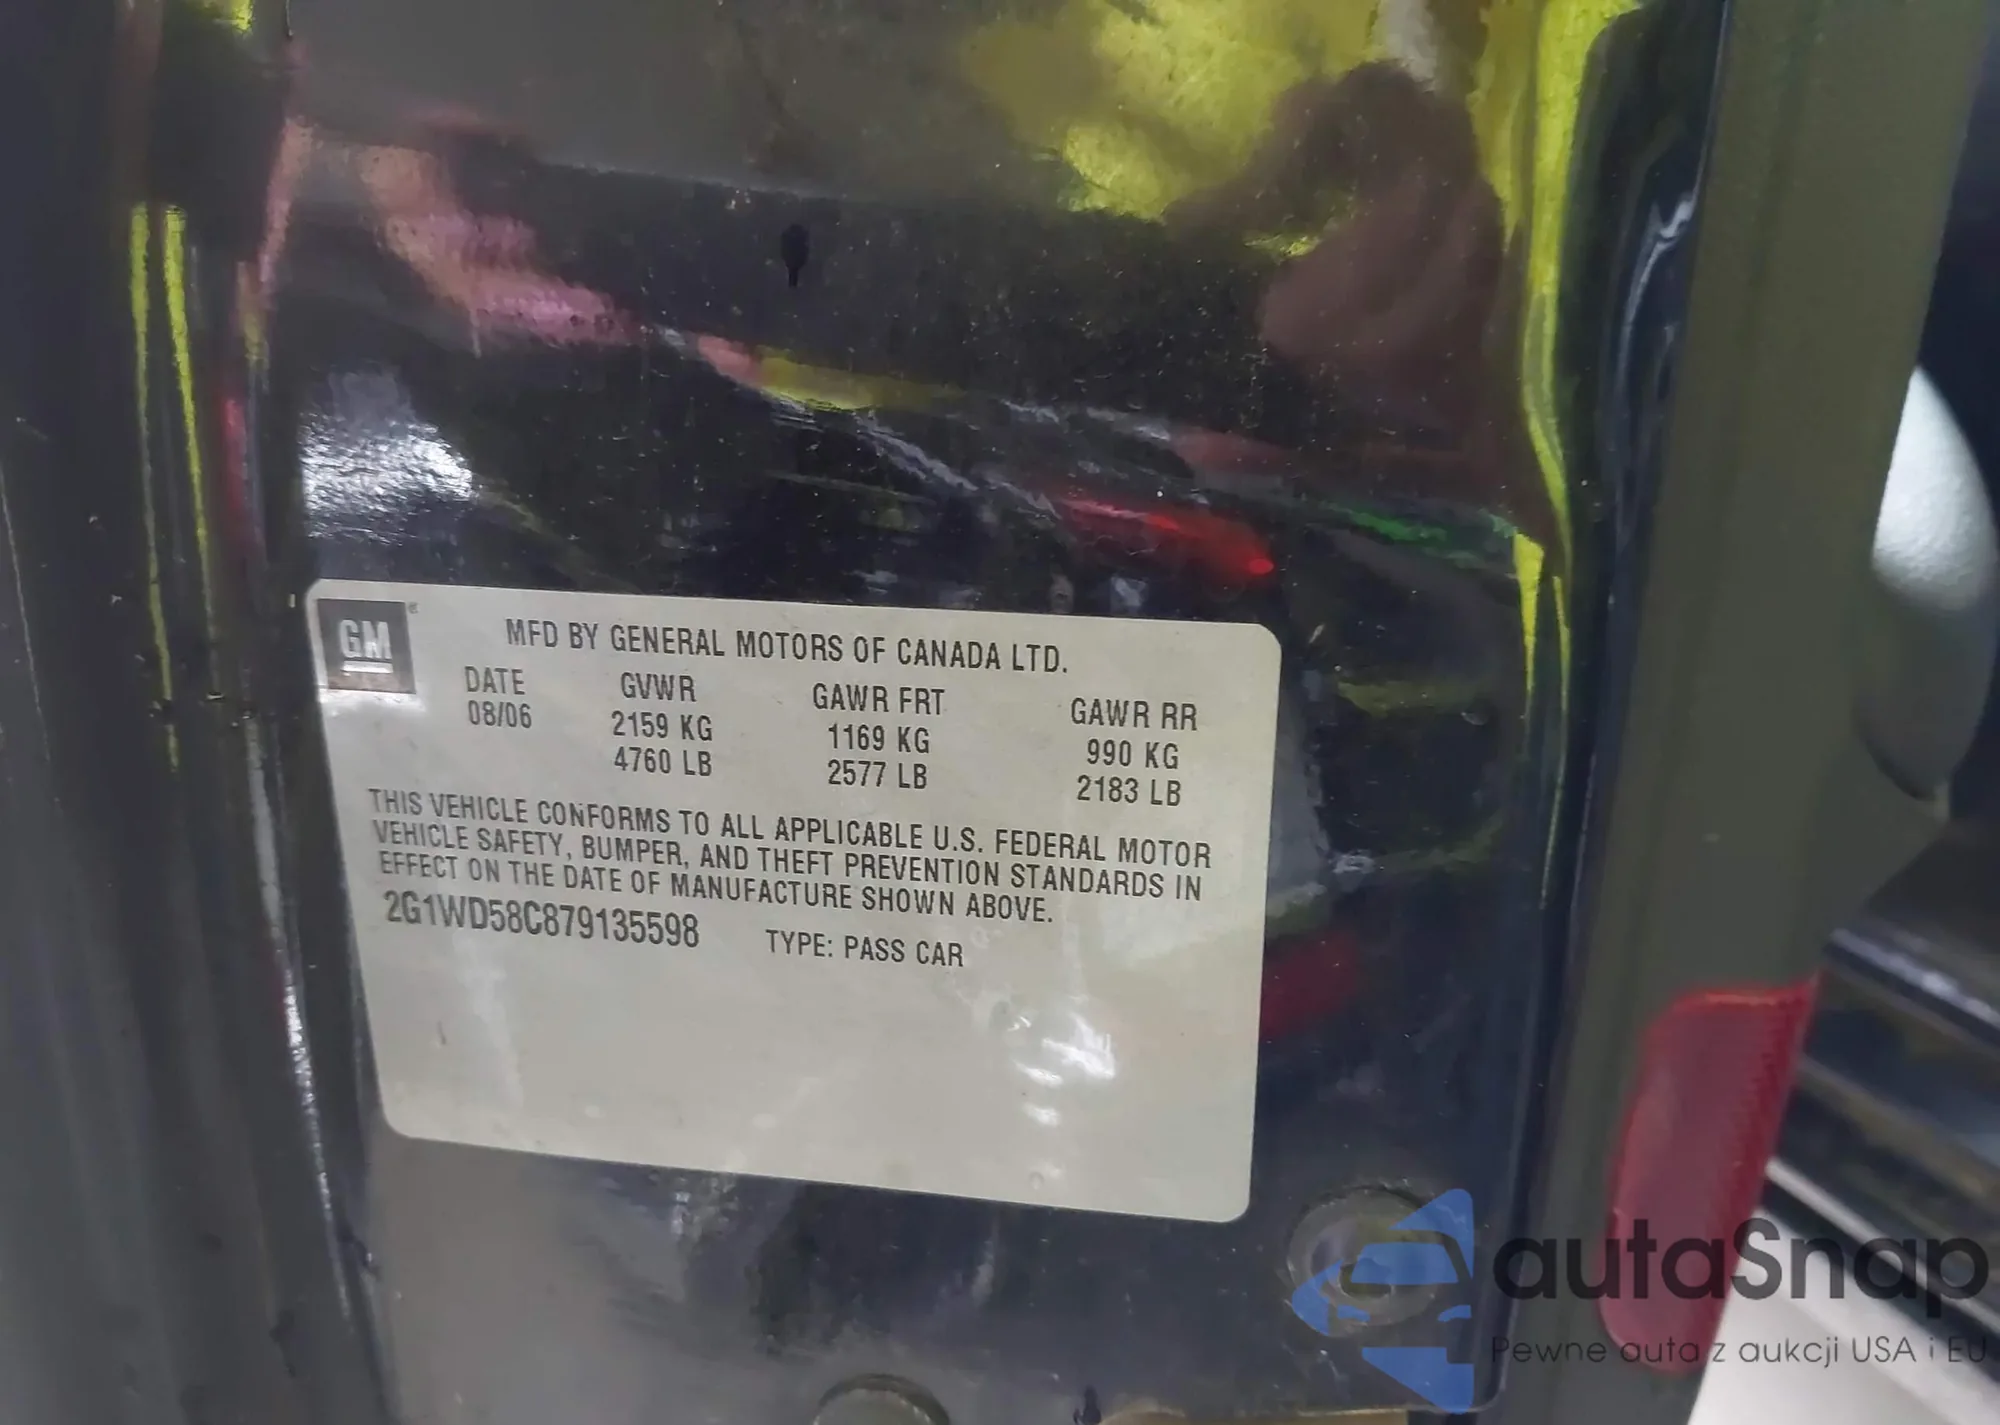 GM
MFD BY GENERAL MOTORS OF CANADA LTD.
DATE GVWR GAWR FRT GAWR RR
08/06 2159 KG 1169 KG 990 KG
4760 LB 2577 LB 2183 LB
THIS VEHICLE CONFORMS TO ALL APPLICABLE U.S. FEDERAL MOTOR
VEHICLE SAFETY, BUMPER, AND THEFT PREVENTION STANDARDS IN
EFFECT ON THE DATE OF MANUFACTURE SHOWN ABOVE.
2G1WD58C879135598 TYPE: PASS CAR
autaSnap
Pewne auta z aukcji USA i EU